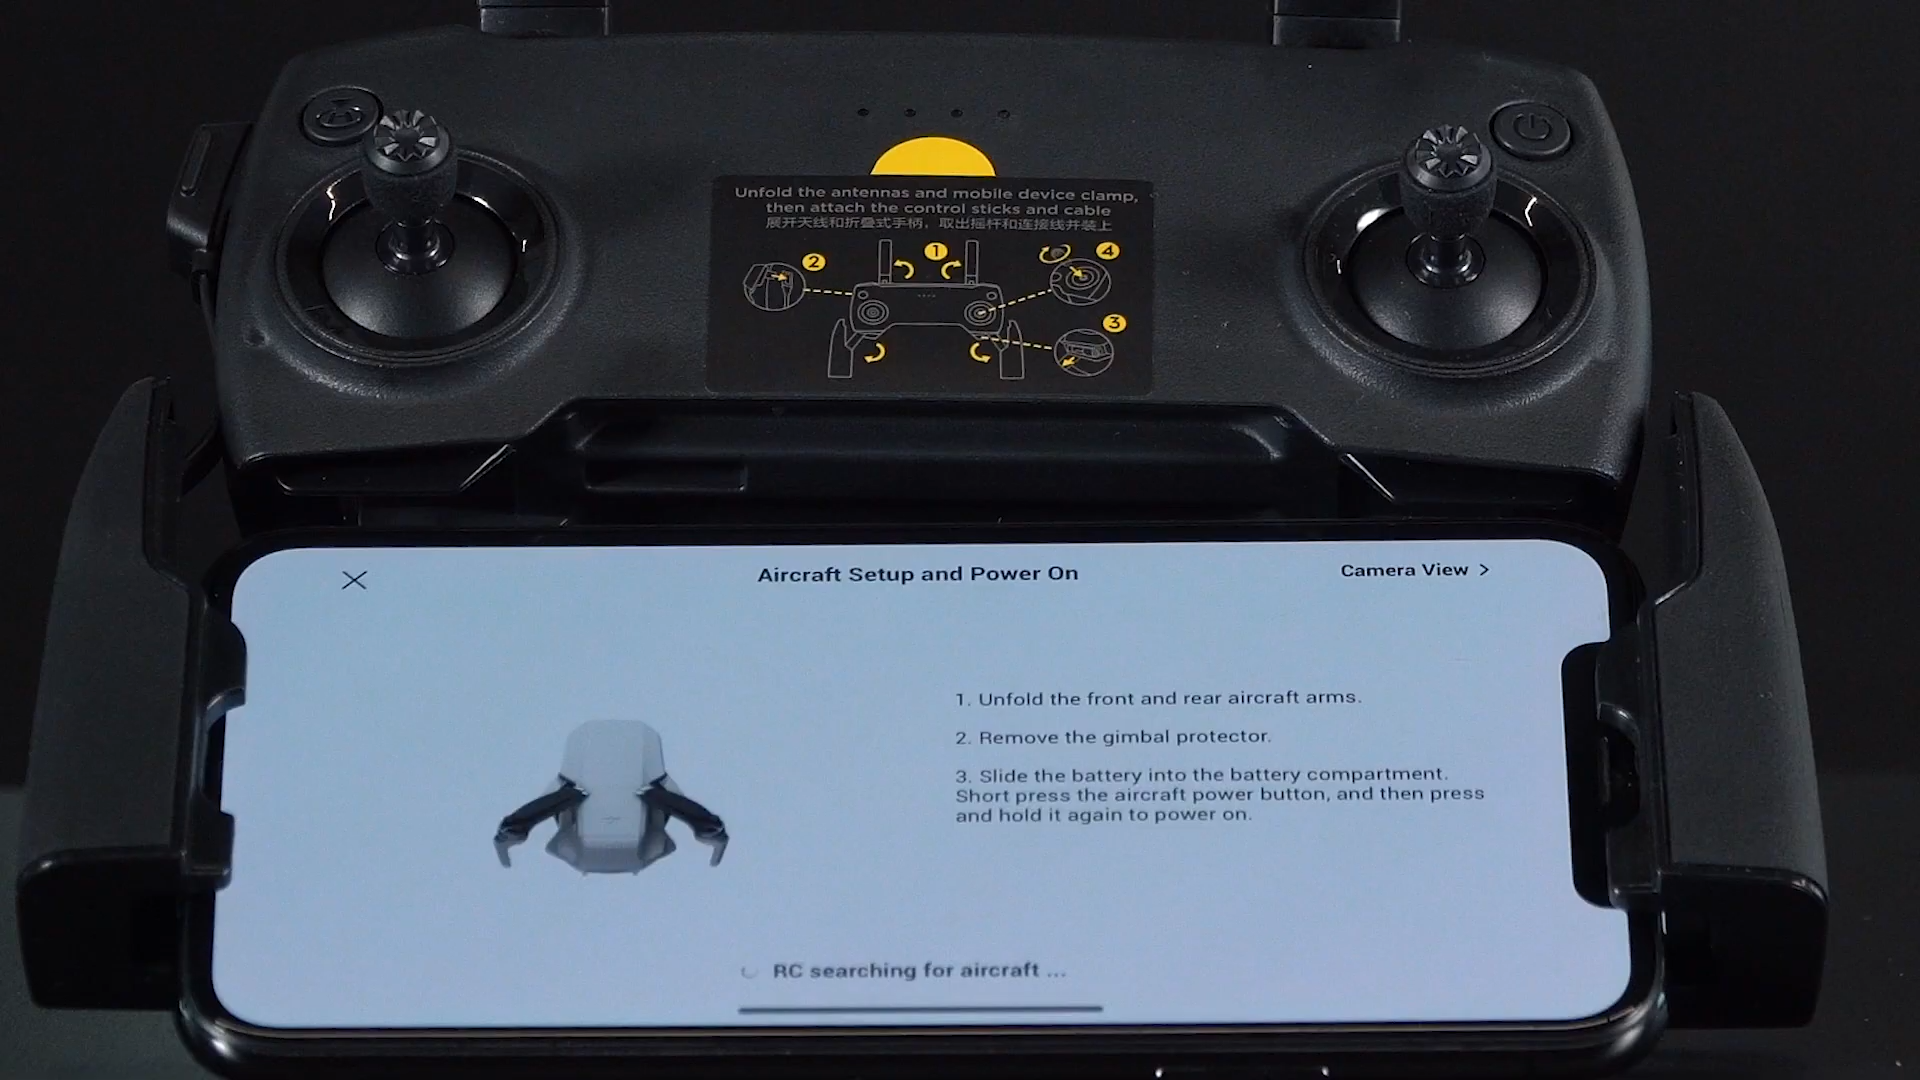 Unfold the antennas and mobile device clamp,
then attach the control sticks and cable
展开天线和折叠式手柄，取出摇杆和连接线并装上
1
2
4
3
Aircraft Setup and Power On
Camera View >
1. Unfold the front and rear aircraft arms.
2. Remove the gimbal protector.
3. Slide the battery into the battery compartment.
Short press the aircraft power button, and then press
and hold it again to power on.
RC searching for aircraft ...